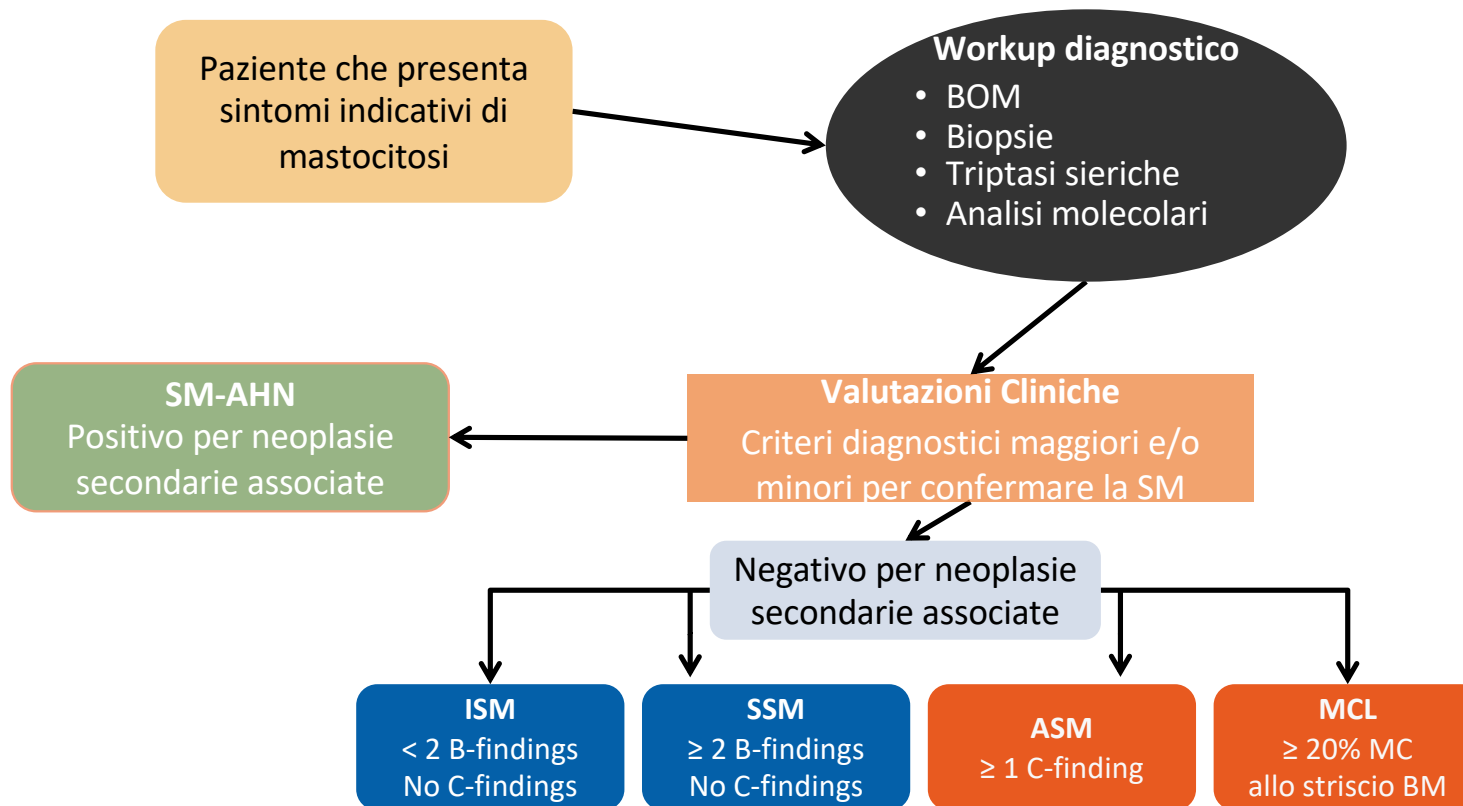 Paziente che presenta
sintomi indicativi di
mastocitosi
Workup diagnostico
• BOM
• Biopsie
• Triptasi sieriche
• Analisi molecolari
SM-AHN
Positivo per neoplasie
secondarie associate
Valutazioni Cliniche
Criteri diagnostici maggiori e/o
minori per confermare la SM
Negativo per neoplasie
secondarie associate
ISM
< 2 B-findings
No C-findings
SSM
≥ 2 B-findings
No C-findings
ASM
≥ 1 C-finding
MCL
≥ 20% MC
allo striscio BM